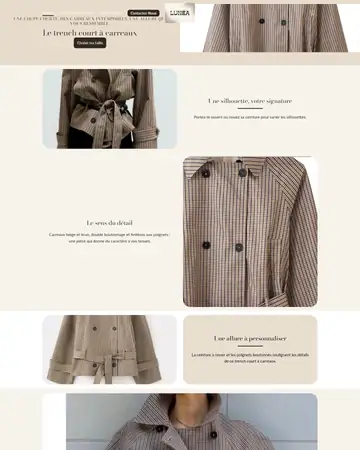 Contactez-Nous
LUNEA
UNE COUPE COURTE, DES CARREAUX INTEMPORELS, UNE ALLURE QUI
VOUS RESSEMBLE.
Le trench court à carreaux
Choisir ma taille
Une silhouette, votre signature
Portez-le ouvert ou nouez sa ceinture pour varier les silhouettes.
Le sens du détail
Carreaux beige et brun, double boutonnage et finitions aux poignets :
une pièce qui donne du caractère à vos tenues.
Une allure à personnaliser
La ceinture à nouer et les poignets boutonnés soulignent les détails
de ce trench court à carreaux.